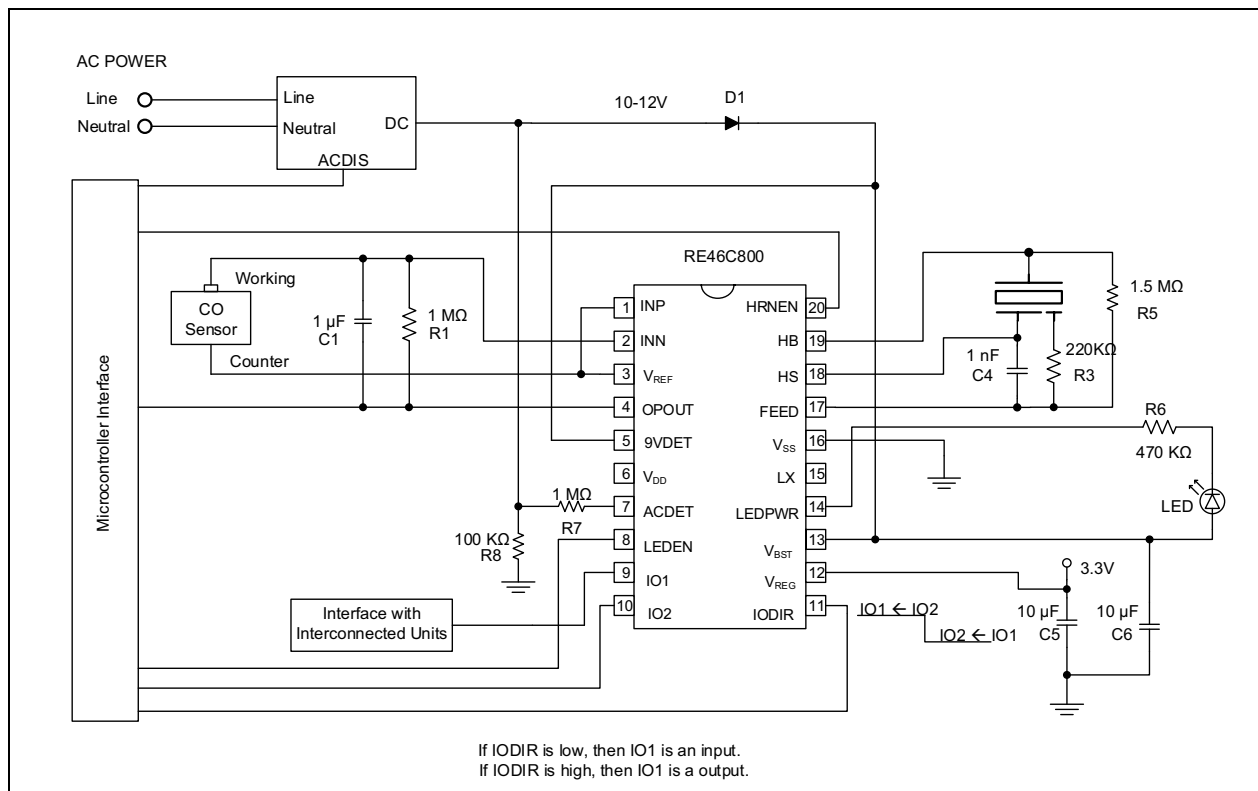 AC POWER
Line
Neutral
Line
Neutral
DC
ACDIS
10-12V
D1
Microcontroller Interface
Working
CO
Sensor
Counter
1 µF
C1
1 MΩ
R1
RE46C800
1 INP
2 INN
3 VREF
4 OPOUT
5 9VDET
6 VDD
7 ACDET
8 LEDEN
9 IO1
10 IO2
HRNEN 20
HB 19
HS 18
FEED 17
VSS 16
LX 15
LEDPWR 14
VBST 13
VREG 12
IODIR 11
1 MΩ
R7
100 KΩ
R8
Interface with
Interconnected Units
1.5 MΩ
R5
1 nF
C4
220KΩ
R3
R6
470 KΩ
LED
3.3V
10 µF
C5
10 µF
C6
IO1 ← IO2
IO2 ← IO1
If IODIR is low, then IO1 is an input.
If IODIR is high, then IO1 is a output.